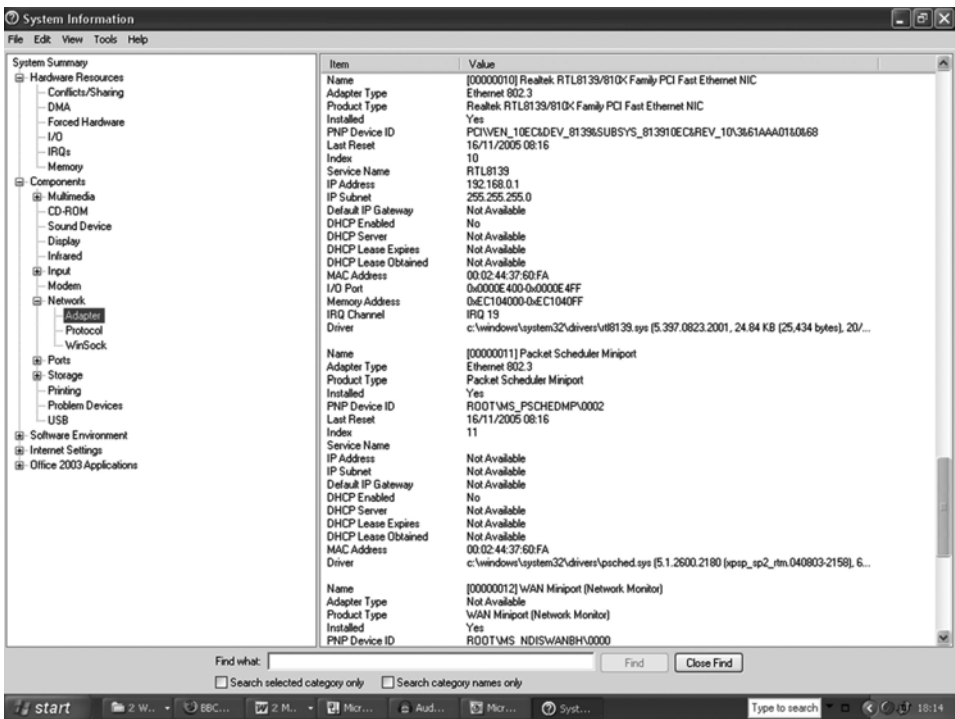 System Information
File Edit View Tools Help
System Summary
Hardware Resources
Conflicts/Sharing
DMA
Forced Hardware
I/O
IRQs
Memory
Components
Multimedia
CD-ROM
Sound Device
Display
Infrared
Input
Modem
Network
Adapter
Protocol
WinSock
Ports
Storage
Printing
Problem Devices
USB
Software Environment
Internet Settings
Office 2003 Applications
Item Value
Name [00000010] Realtek RTL8139/810X Family PCI Fast Ethernet NIC
Adapter Type Ethernet 802.3
Product Type Realtek RTL8139/810X Family PCI Fast Ethernet NIC
Installed Yes
PNP Device ID PCI\VEN_10EC&DEV_8139&SUBSYS_813910EC&REV_10\3&61AAA01&0&68
Last Reset 16/11/2005 08:16
Index 10
Service Name RTL8139
IP Address 192.168.0.1
IP Subnet 255.255.255.0
Default IP Gateway Not Available
DHCP Enabled No
DHCP Server Not Available
DHCP Lease Expires Not Available
DHCP Lease Obtained Not Available
MAC Address 00:02:44:37:60:FA
I/O Port 0x0000E400-0x0000E4FF
Memory Address 0xEC104000-0xEC1040FF
IRQ Channel IRQ 19
Driver c:\windows\system32\drivers\rtl8139.sys (5.397.0823.2001, 24.84 KB (25,434 bytes), 20/...
Name [00000011] Packet Scheduler Miniport
Adapter Type Ethernet 802.3
Product Type Packet Scheduler Miniport
Installed Yes
PNP Device ID ROOT\MS_PSCHEDMP\0002
Last Reset 16/11/2005 08:16
Index 11
Service Name
IP Address Not Available
IP Subnet Not Available
Default IP Gateway Not Available
DHCP Enabled No
DHCP Server Not Available
DHCP Lease Expires Not Available
DHCP Lease Obtained Not Available
MAC Address 00:02:44:37:60:FA
Driver c:\windows\system32\drivers\psched.sys (5.1.2600.2180 (xpsp_sp2_rtm.040803-2158), 6...
Name [00000012] WAN Miniport (Network Monitor)
Adapter Type Not Available
Product Type WAN Miniport (Network Monitor)
Installed Yes
PNP Device ID ROOT\MS_NDISWANBH\0000
Find what: Find Close Find
Search selected category only Search category names only
start 2 W... BBC... 2 M... Micr... Aud... Micr... Syst... Type to search 18:14